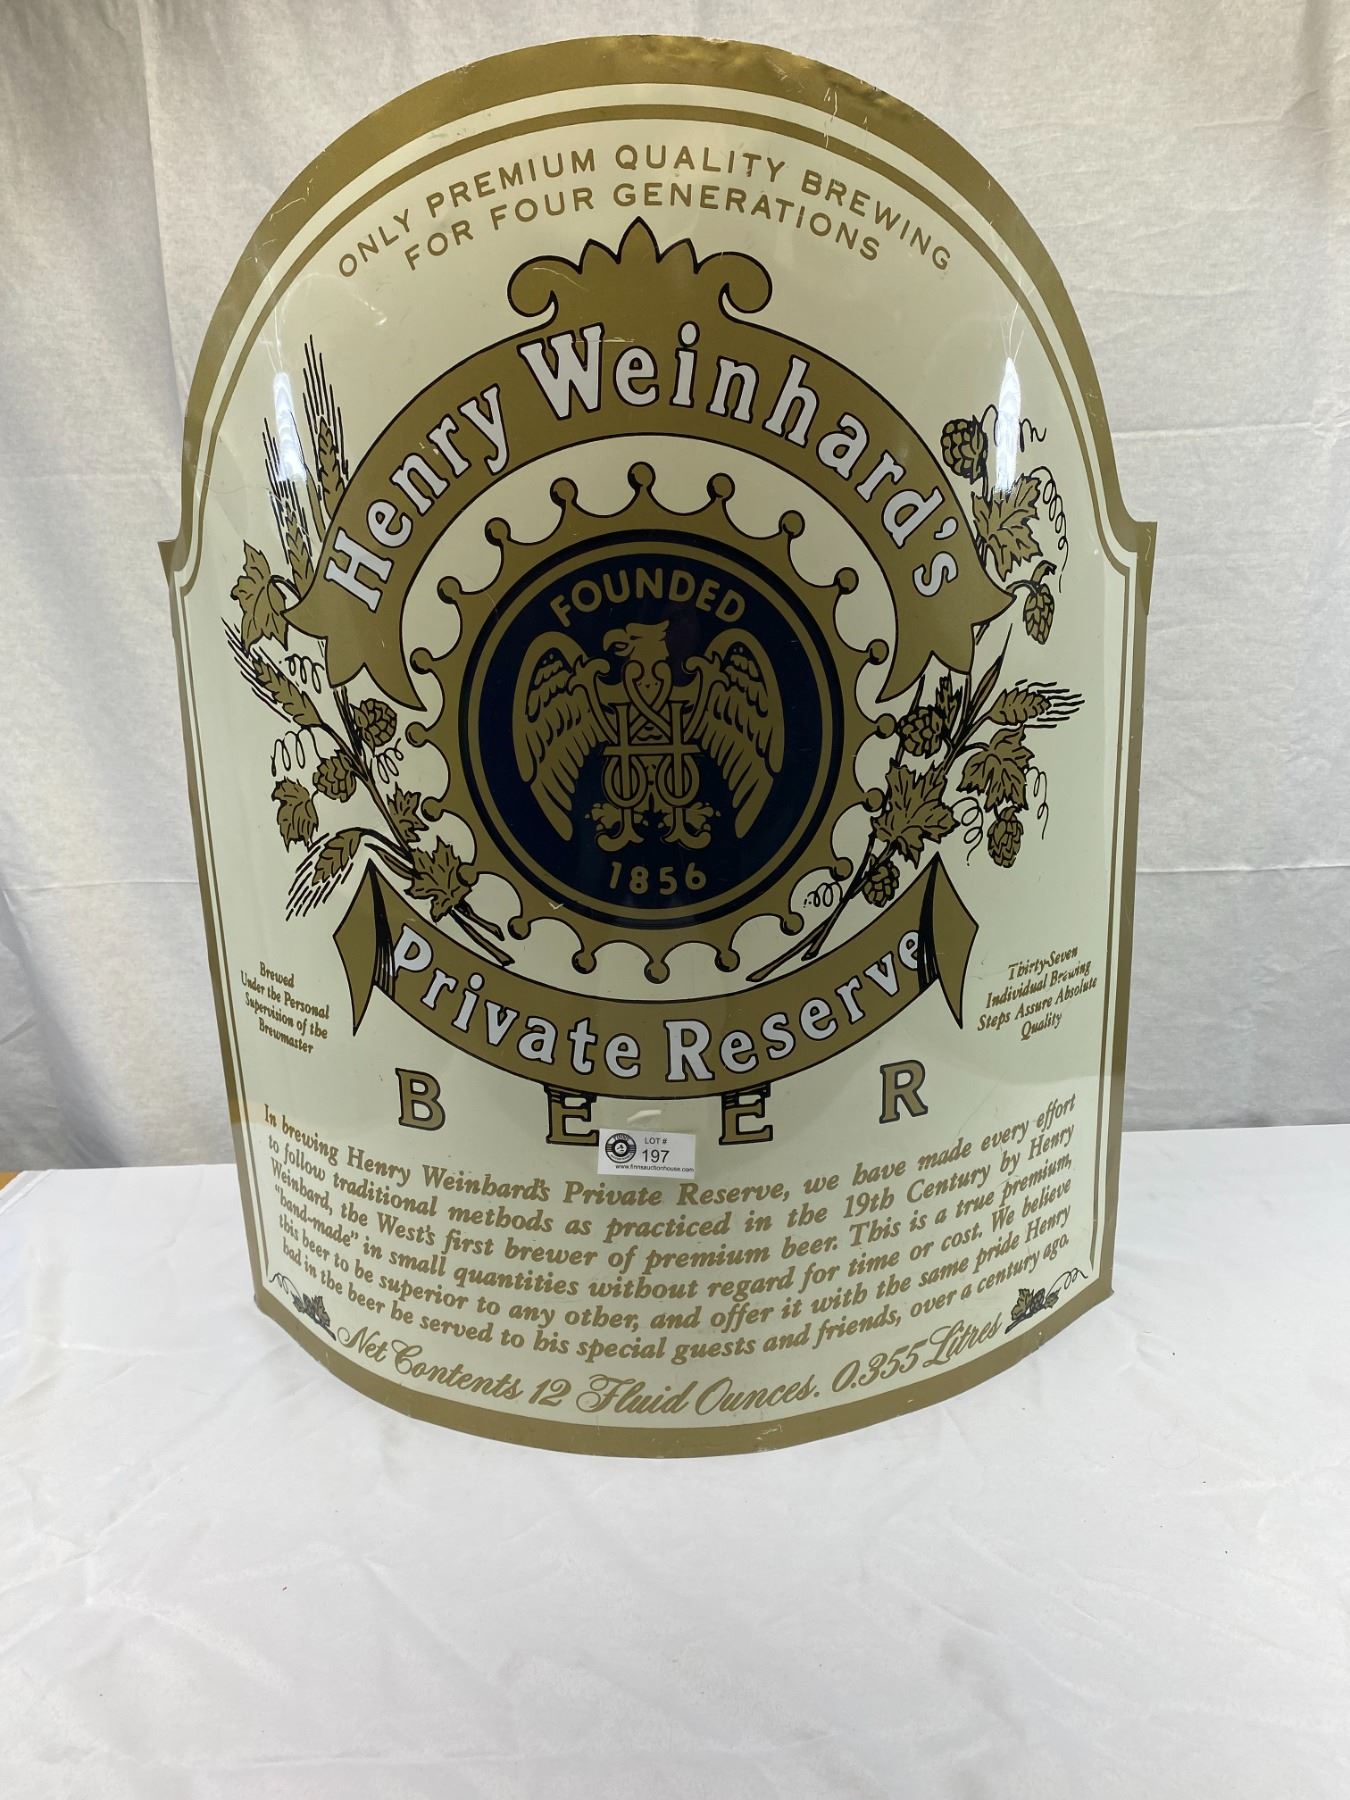 ONLY PREMIUM QUALITY BREWING
FOR FOUR GENERATIONS
Henry Weinhard's
FOUNDED
1856
Private Reserve
Brewed
Under the Personal
Supervision of the
Brewmaster
Thirty-Seven
Individual Brewing
Steps Assure Absolute
Quality
BEER
LOT #
197
www.finnsauctionhouse.com
In brewing Henry Weinhard's Private Reserve, we have made every effort
to follow traditional methods as practiced in the 19th Century by Henry
Weinhard, the West's first brewer of premium beer. This is a true premium,
"hand-made" in small quantities without regard for time or cost. We believe
this beer to be superior to any other, and offer it with the same pride Henry
had in the beer he served to his special guests and friends, over a century ago.
Net Contents 12 Fluid Ounces. 0.355 Litres